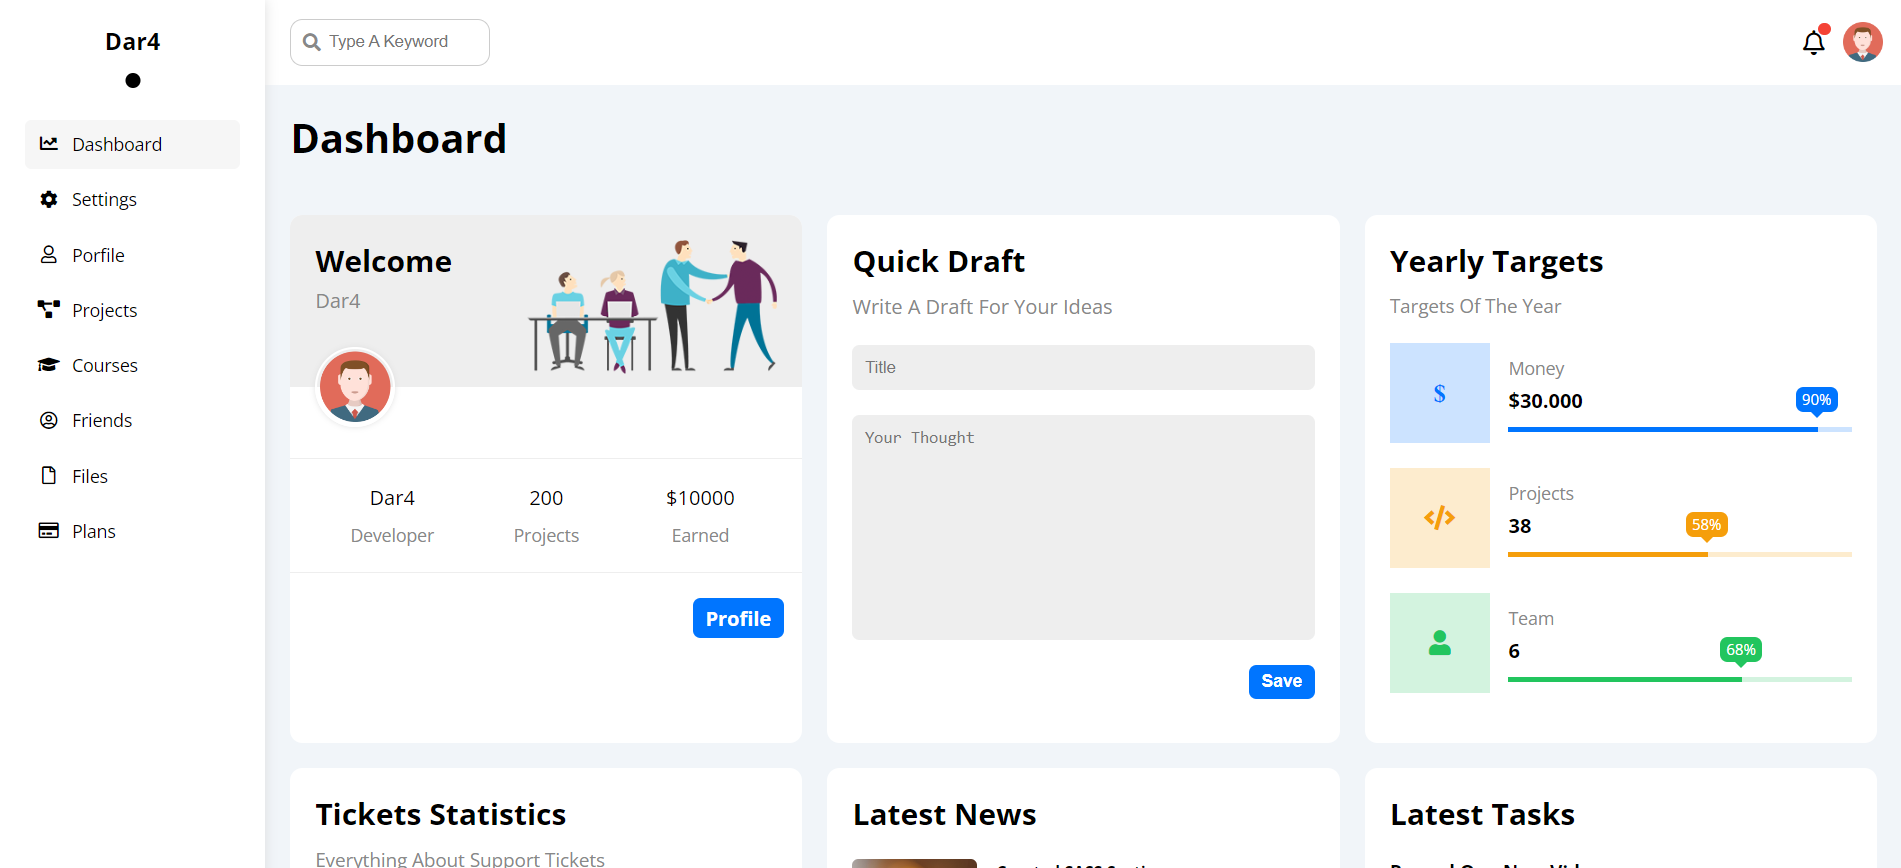 Dar4
Dashboard
Settings
Porfile
Projects
Courses
Friends
Files
Plans
Type A Keyword
Dashboard
Welcome
Dar4
Dar4
Developer
200
Projects
$10000
Earned
Profile
Quick Draft
Write A Draft For Your Ideas
Title
Your Thought
Save
Yearly Targets
Targets Of The Year
$
Money
$30.000
90%
Projects
38
58%
Team
6
68%
Tickets Statistics
Everything About Support Tickets
Latest News
Latest Tasks